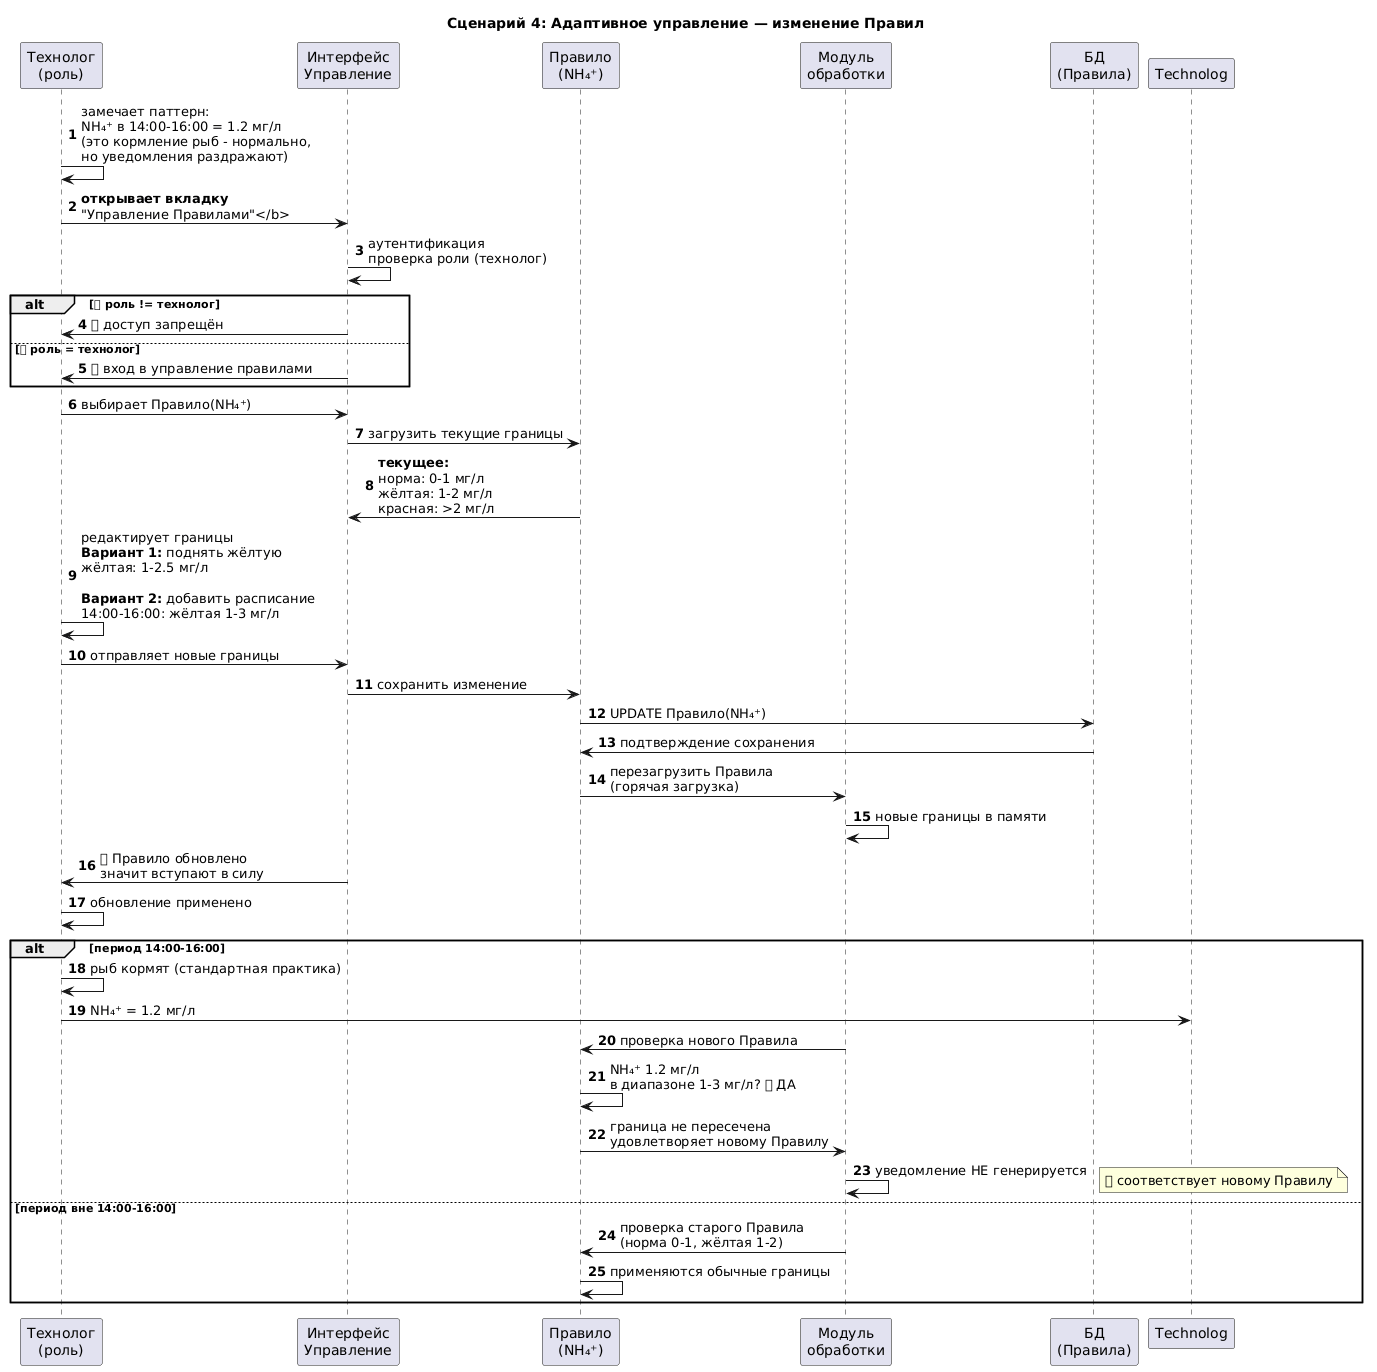 Сценарий 4: Адаптивное управление — изменение Правил
Технолог
(роль)
Интерфейс
Управление
Правило
(NH₄⁺)
Модуль
обработки
БД
(Правила)
Technolog
1 замечает паттерн:
NH₄⁺ в 14:00-16:00 = 1.2 мг/л
(это кормление рыб - нормально,
но уведомления раздражают)
2 открывает вкладку
"Управление Правилами"</b>
3 аутентификация
проверка роли (технолог)
alt [▯ роль != технолог]
4 ▯ доступ запрещён
[▯ роль = технолог]
5 ▯ вход в управление правилами
6 выбирает Правило(NH₄⁺)
7 загрузить текущие границы
8 текущее:
норма: 0-1 мг/л
жёлтая: 1-2 мг/л
красная: >2 мг/л
9 редактирует границы
Вариант 1: поднять жёлтую
жёлтая: 1-2.5 мг/л
Вариант 2: добавить расписание
14:00-16:00: жёлтая 1-3 мг/л
10 отправляет новые границы
11 сохранить изменение
12 UPDATE Правило(NH₄⁺)
13 подтверждение сохранения
14 перезагрузить Правила
(горячая загрузка)
15 новые границы в памяти
16 ▯ Правило обновлено
значит вступают в силу
17 обновление применено
alt [период 14:00-16:00]
18 рыб кормят (стандартная практика)
19 NH₄⁺ = 1.2 мг/л
20 проверка нового Правила
21 NH₄⁺ 1.2 мг/л
в диапазоне 1-3 мг/л? ▯ ДА
22 граница не пересечена
удовлетворяет новому Правилу
23 уведомление НЕ генерируется
▯ соответствует новому Правилу
[период вне 14:00-16:00]
24 проверка старого Правила
(норма 0-1, жёлтая 1-2)
25 применяются обычные границы
Технолог
(роль)
Интерфейс
Управление
Правило
(NH₄⁺)
Модуль
обработки
БД
(Правила)
Technolog